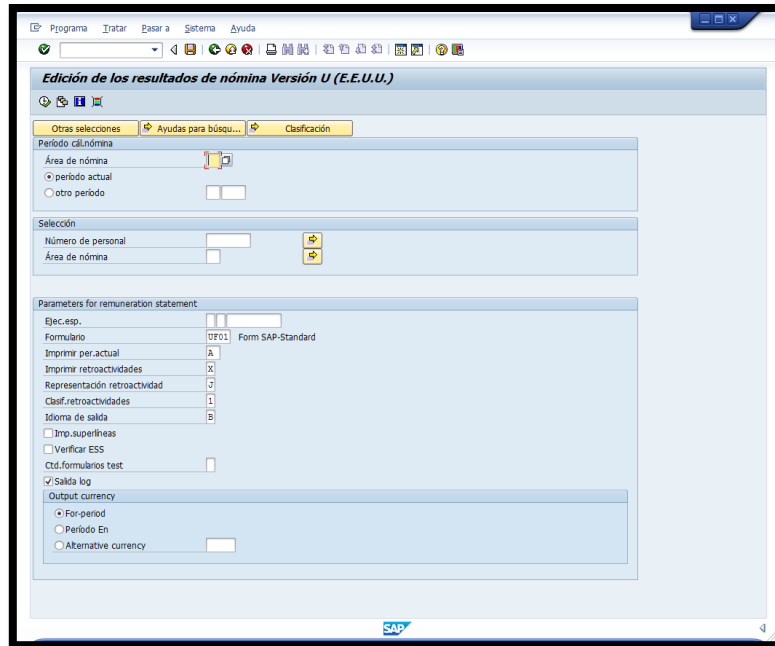 Programa Tratar Pasar a Sistema Ayuda
Edición de los resultados de nómina Versión U (E.E.U.U.)
Otras selecciones Ayudas para búsqu... Clasificación
Período cál.nómina
Área de nómina
período actual
otro período
Selección
Número de personal
Área de nómina
Parameters for remuneration statement
Ejec.esp.
Formulario UF01 Form SAP-Standard
Imprimir per.actual A
Imprimir retroactividades X
Representación retroactividad J
Clasif.retroactividades 1
Idioma de salida B
Imp.superlíneas
Verificar ESS
Ctd.formularios test
Salida log
Output currency
For-period
Período En
Alternative currency
SAP